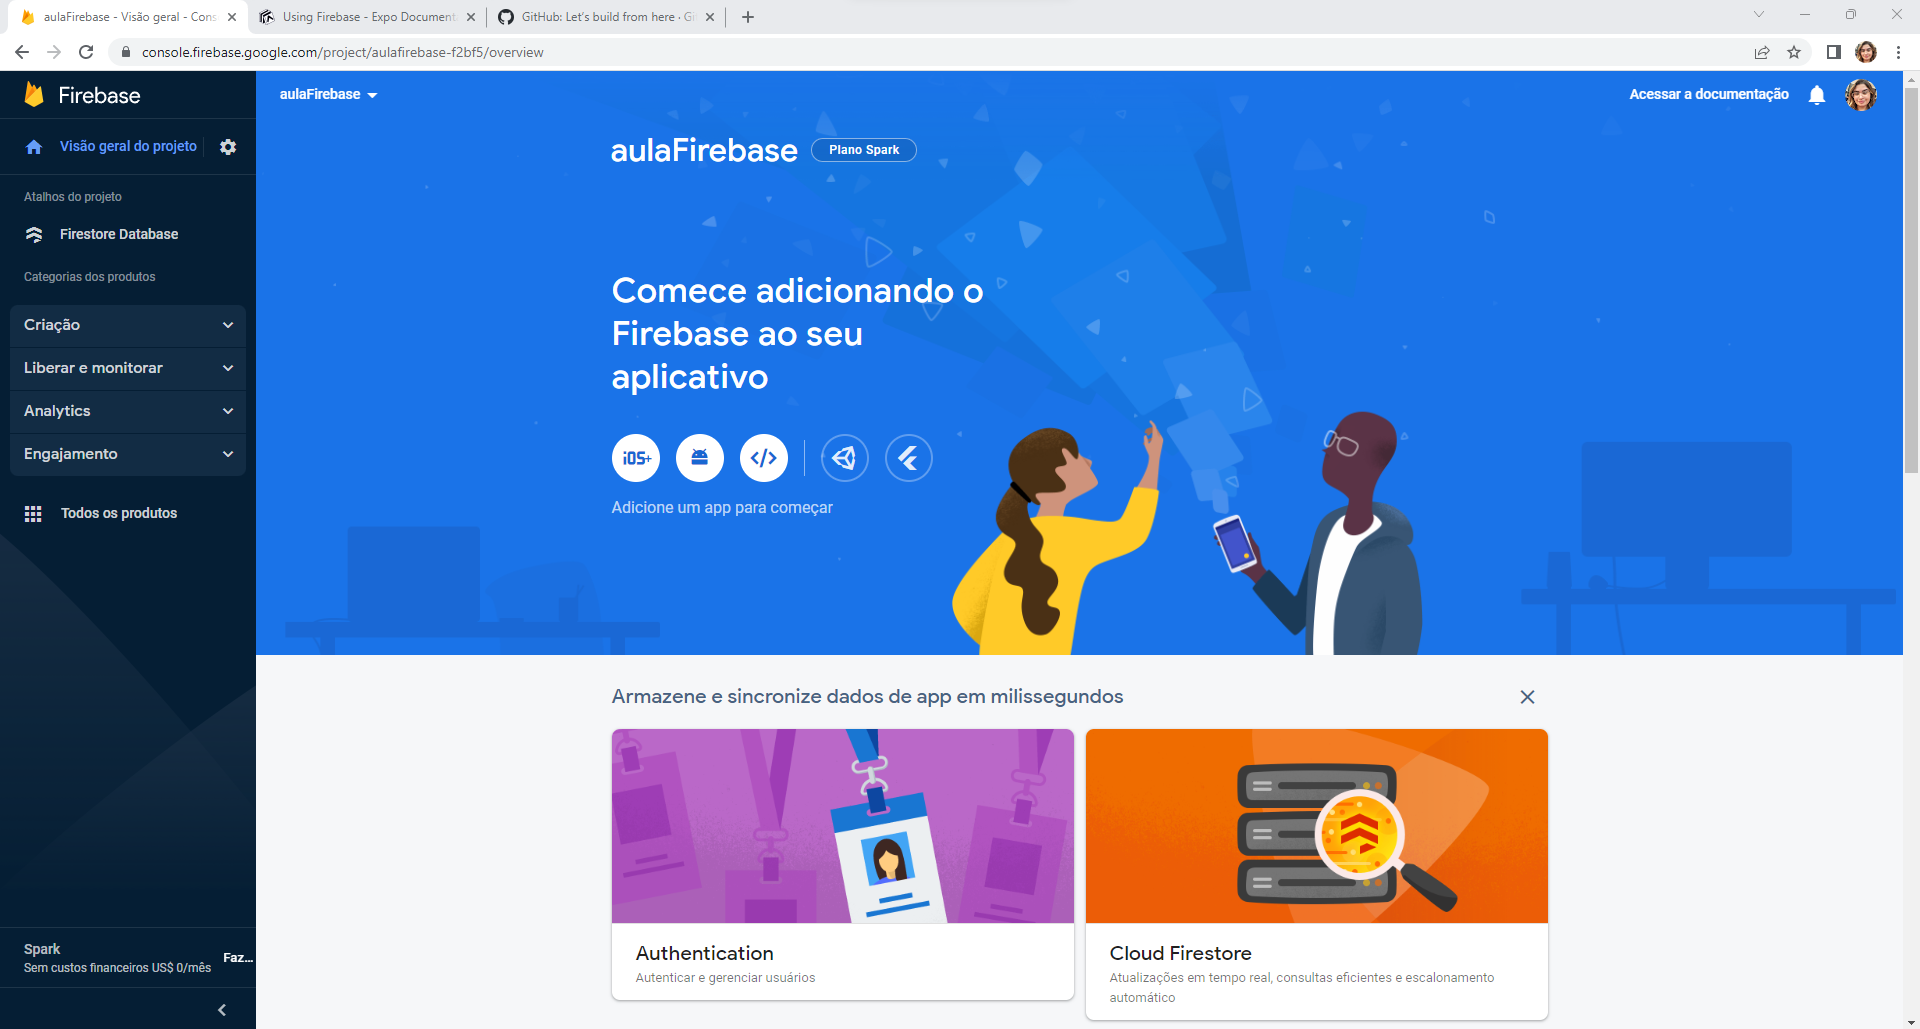 aulaFirebase - Visão geral - Cons
Using Firebase - Expo Document
GitHub: Let's build from here · Gi
console.firebase.google.com/project/aulafirebase-f2bf5/overview
Firebase
aulaFirebase
Acessar a documentação
Visão geral do projeto
aulaFirebase
Plano Spark
Atalhos do projeto
Firestore Database
Categorias dos produtos
Criação
Liberar e monitorar
Analytics
Engajamento
Todos os produtos
Comece adicionando o
Firebase ao seu
aplicativo
iOS+
Adicione um app para começar
Armazene e sincronize dados de app em milissegundos
Authentication
Autenticar e gerenciar usuários
Cloud Firestore
Atualizações em tempo real, consultas eficientes e escalonamento
automático
Spark
Sem custos financeiros US$ 0/mês
Faz...